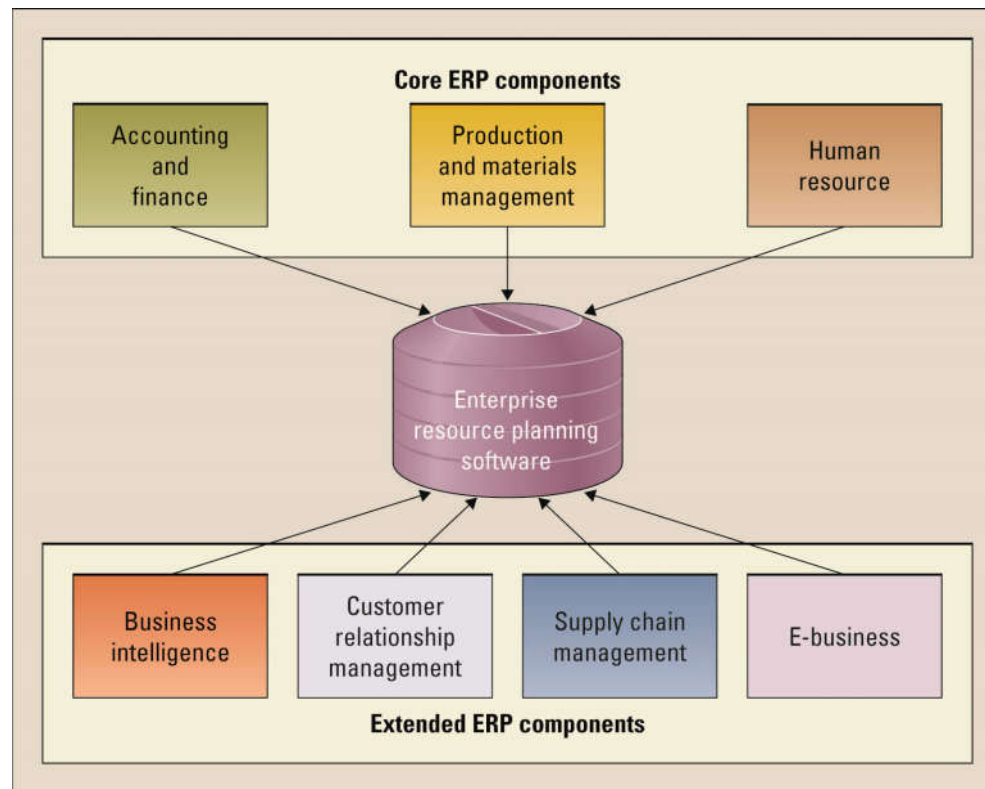 Core ERP components
Accounting
and
finance
Production
and materials
management
Human
resource
Enterprise
resource planning
software
Business
intelligence
Customer
relationship
management
Supply chain
management
E-business
Extended ERP components